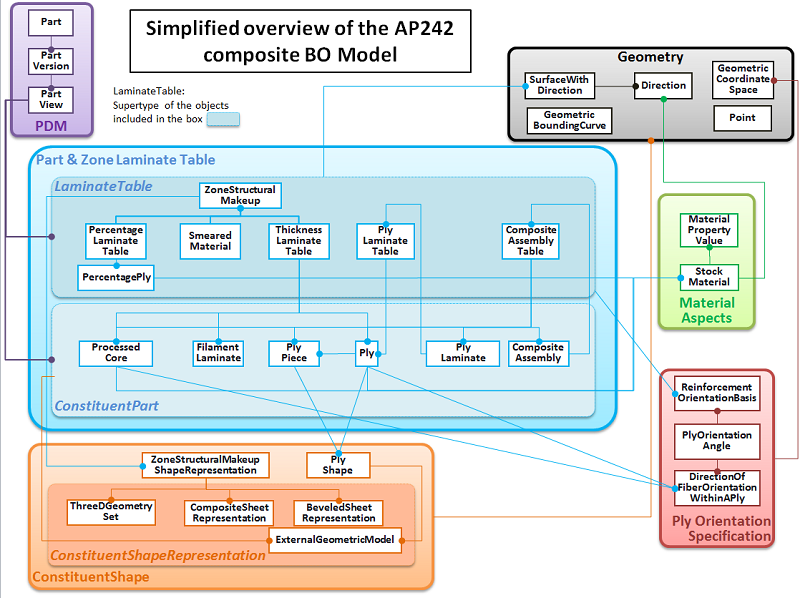 Simplified overview of the AP242
composite BO Model
Part
Part
Version
Part
View
PDM
LaminateTable:
Supertype of the objects
included in the box
Geometry
SurfaceWith
Direction
Direction
Geometric
Coordinate
Space
Geometric
BoundingCurve
Point
Part & Zone Laminate Table
LaminateTable
ZoneStructural
Makeup
Percentage
Laminate
Table
Smeared
Material
Thickness
Laminate
Table
Ply
Laminate
Table
Composite
Assembly
Table
PercentagePly
Processed
Core
Filament
Laminate
Ply
Piece
Ply
Ply
Laminate
Composite
Assembly
ConstituentPart
Material
Property
Value
Stock
Material
Material
Aspects
Reinforcement
OrientationBasis
PlyOrientation
Angle
DirectionOf
FiberOrientation
WithinAPly
Ply Orientation
Specification
ZoneStructuralMakeup
ShapeRepresentation
Ply
Shape
ThreeDGeometry
Set
CompositeSheet
Representation
BeveledSheet
Representation
ExternalGeometricModel
ConstituentShapeRepresentation
ConstituentShape